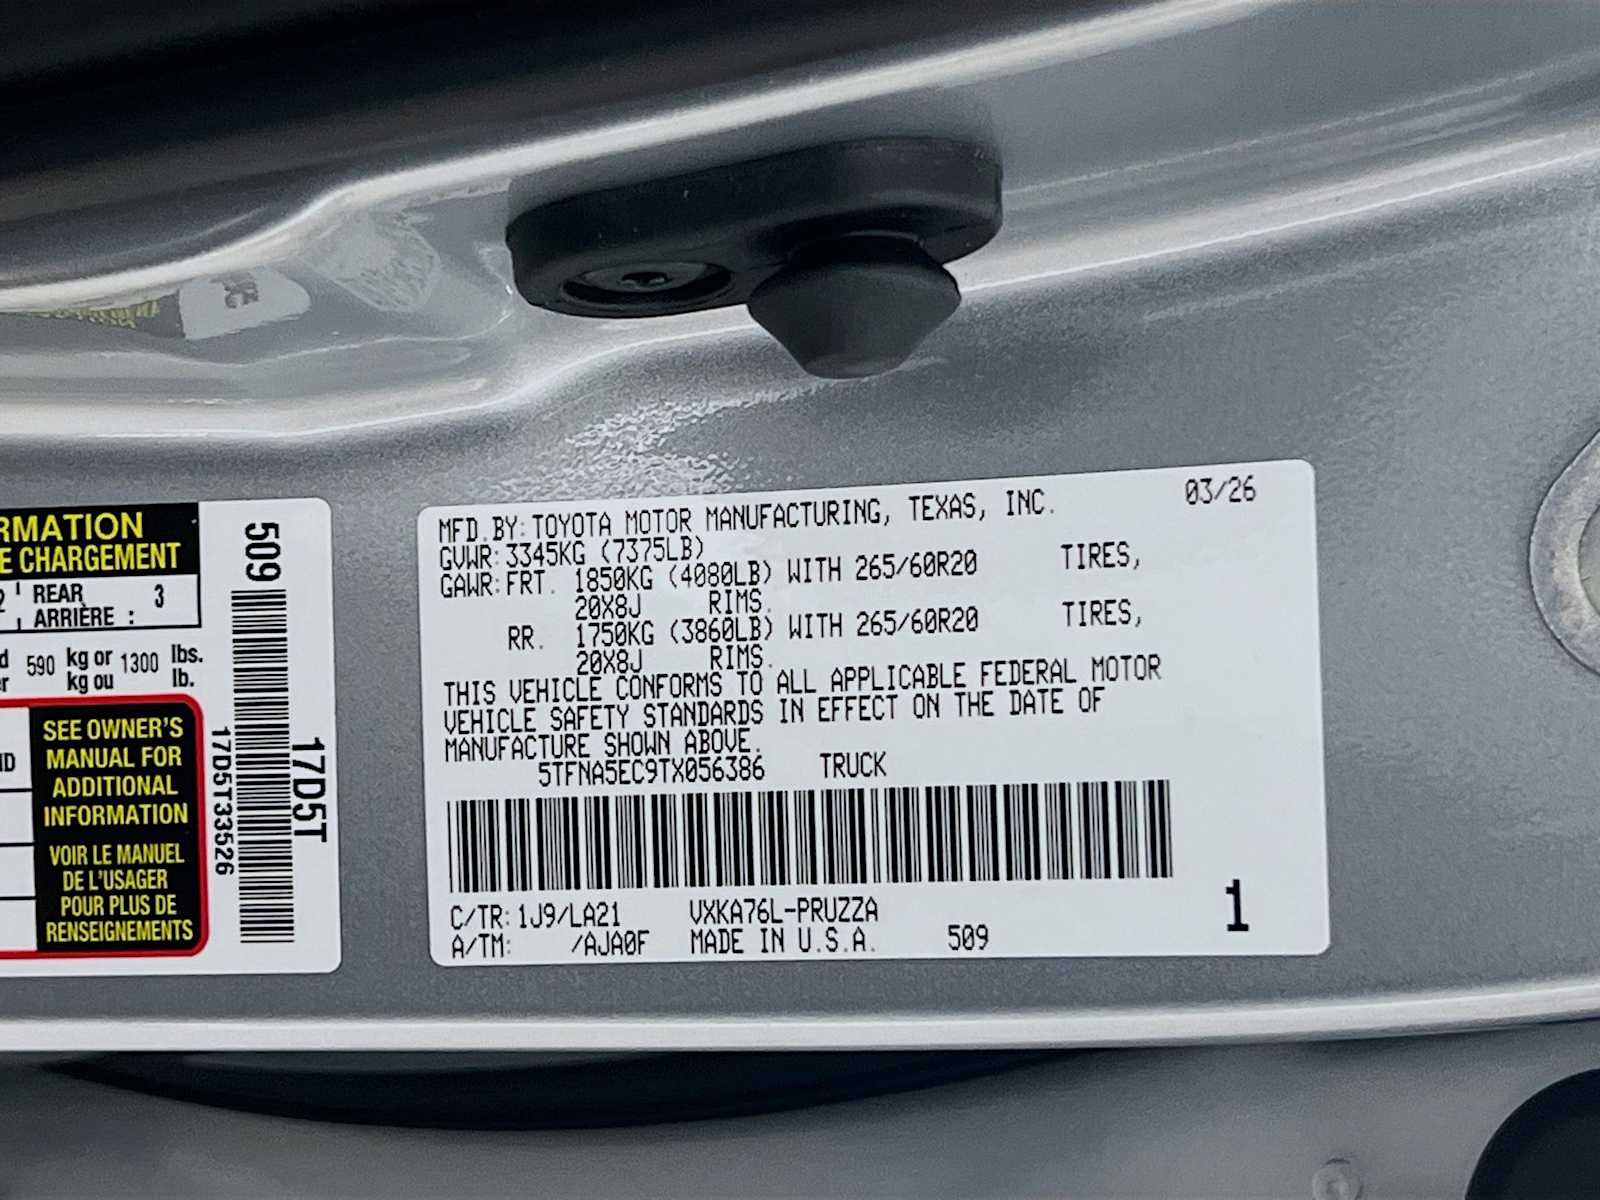 RMATION
E CHARGEMENT
REAR 3
ARRIÈRE :
590 kg or 1300 lbs.
kg ou lb.
SEE OWNER'S
MANUAL FOR
ADDITIONAL
INFORMATION
VOIR LE MANUEL
DE L'USAGER
POUR PLUS DE
RENSEIGNEMENTS
509
17D5T
17D5T33526
MFD.BY:TOYOTA MOTOR MANUFACTURING, TEXAS, INC. 03/26
GVWR:3345KG (7375LB)
GAWR:FRT. 1850KG (4080LB) WITH 265/60R20 TIRES,
20X8J RIMS.
RR. 1750KG (3860LB) WITH 265/60R20 TIRES,
20X8J RIMS.
THIS VEHICLE CONFORMS TO ALL APPLICABLE FEDERAL MOTOR
VEHICLE SAFETY STANDARDS IN EFFECT ON THE DATE OF
MANUFACTURE SHOWN ABOVE.
5TFNA5EC9TX056386 TRUCK
C/TR:1J9/LA21 VXKA76L-PRUZZA 1
A/TM: /AJA0F MADE IN U.S.A. 509